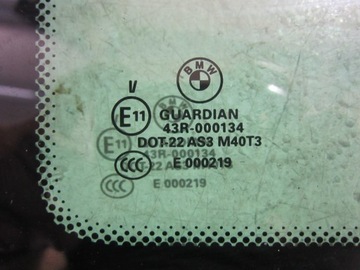 BMW
V
E11 GUARDIAN
43R-000134
DOT-22 AS3 M40T3
CCC E 000219